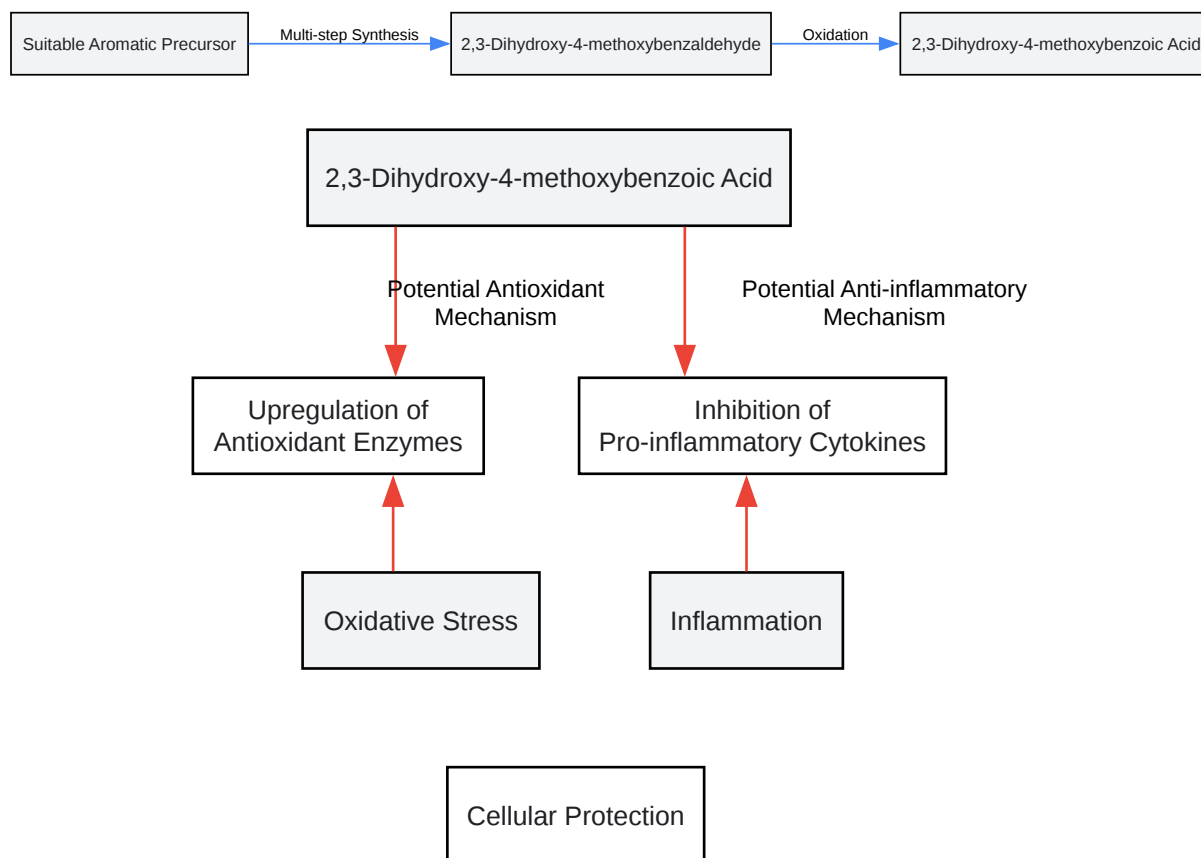 Suitable Aromatic Precursor
Multi-step Synthesis
2,3-Dihydroxy-4-methoxybenzaldehyde
Oxidation
2,3-Dihydroxy-4-methoxybenzoic Acid
2,3-Dihydroxy-4-methoxybenzoic Acid
Potential Antioxidant
Mechanism
Potential Anti-inflammatory
Mechanism
Upregulation of
Antioxidant Enzymes
Inhibition of
Pro-inflammatory Cytokines
Oxidative Stress
Inflammation
Cellular Protection